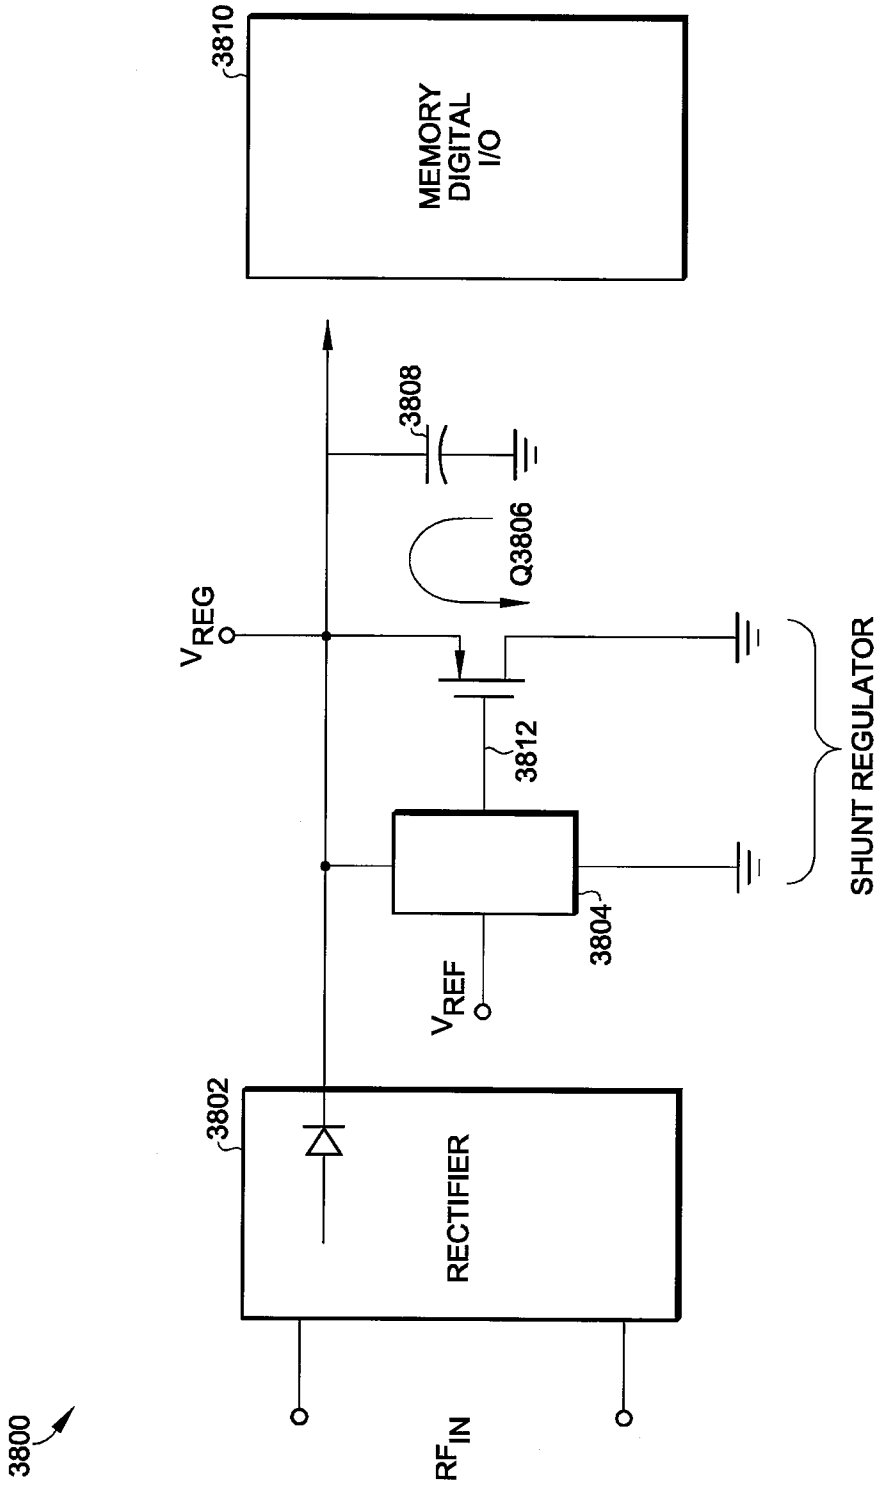 3800
RF_IN
3802
RECTIFIER
V_REF
3804
3812
V_REG
Q3806
3808
SHUNT REGULATOR
3810
MEMORY
DIGITAL
I/O